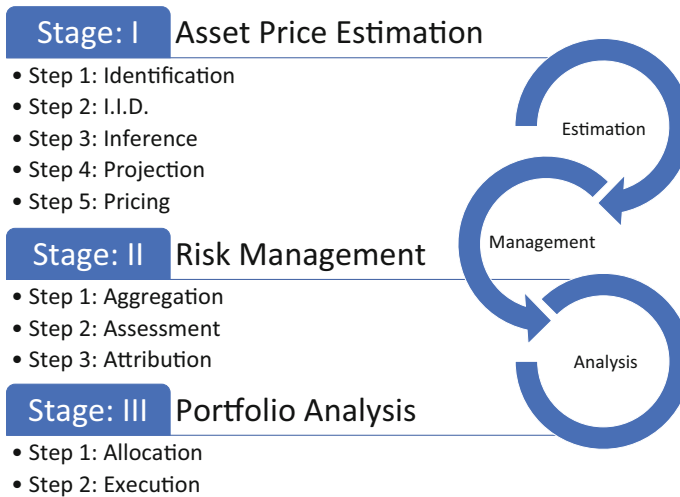 Stage: I Asset Price Estimation
• Step 1: Identification
• Step 2: I.I.D.
• Step 3: Inference
• Step 4: Projection
• Step 5: Pricing
Estimation
Stage: II Risk Management
• Step 1: Aggregation
• Step 2: Assessment
• Step 3: Attribution
Management
Stage: III Portfolio Analysis
• Step 1: Allocation
• Step 2: Execution
Analysis